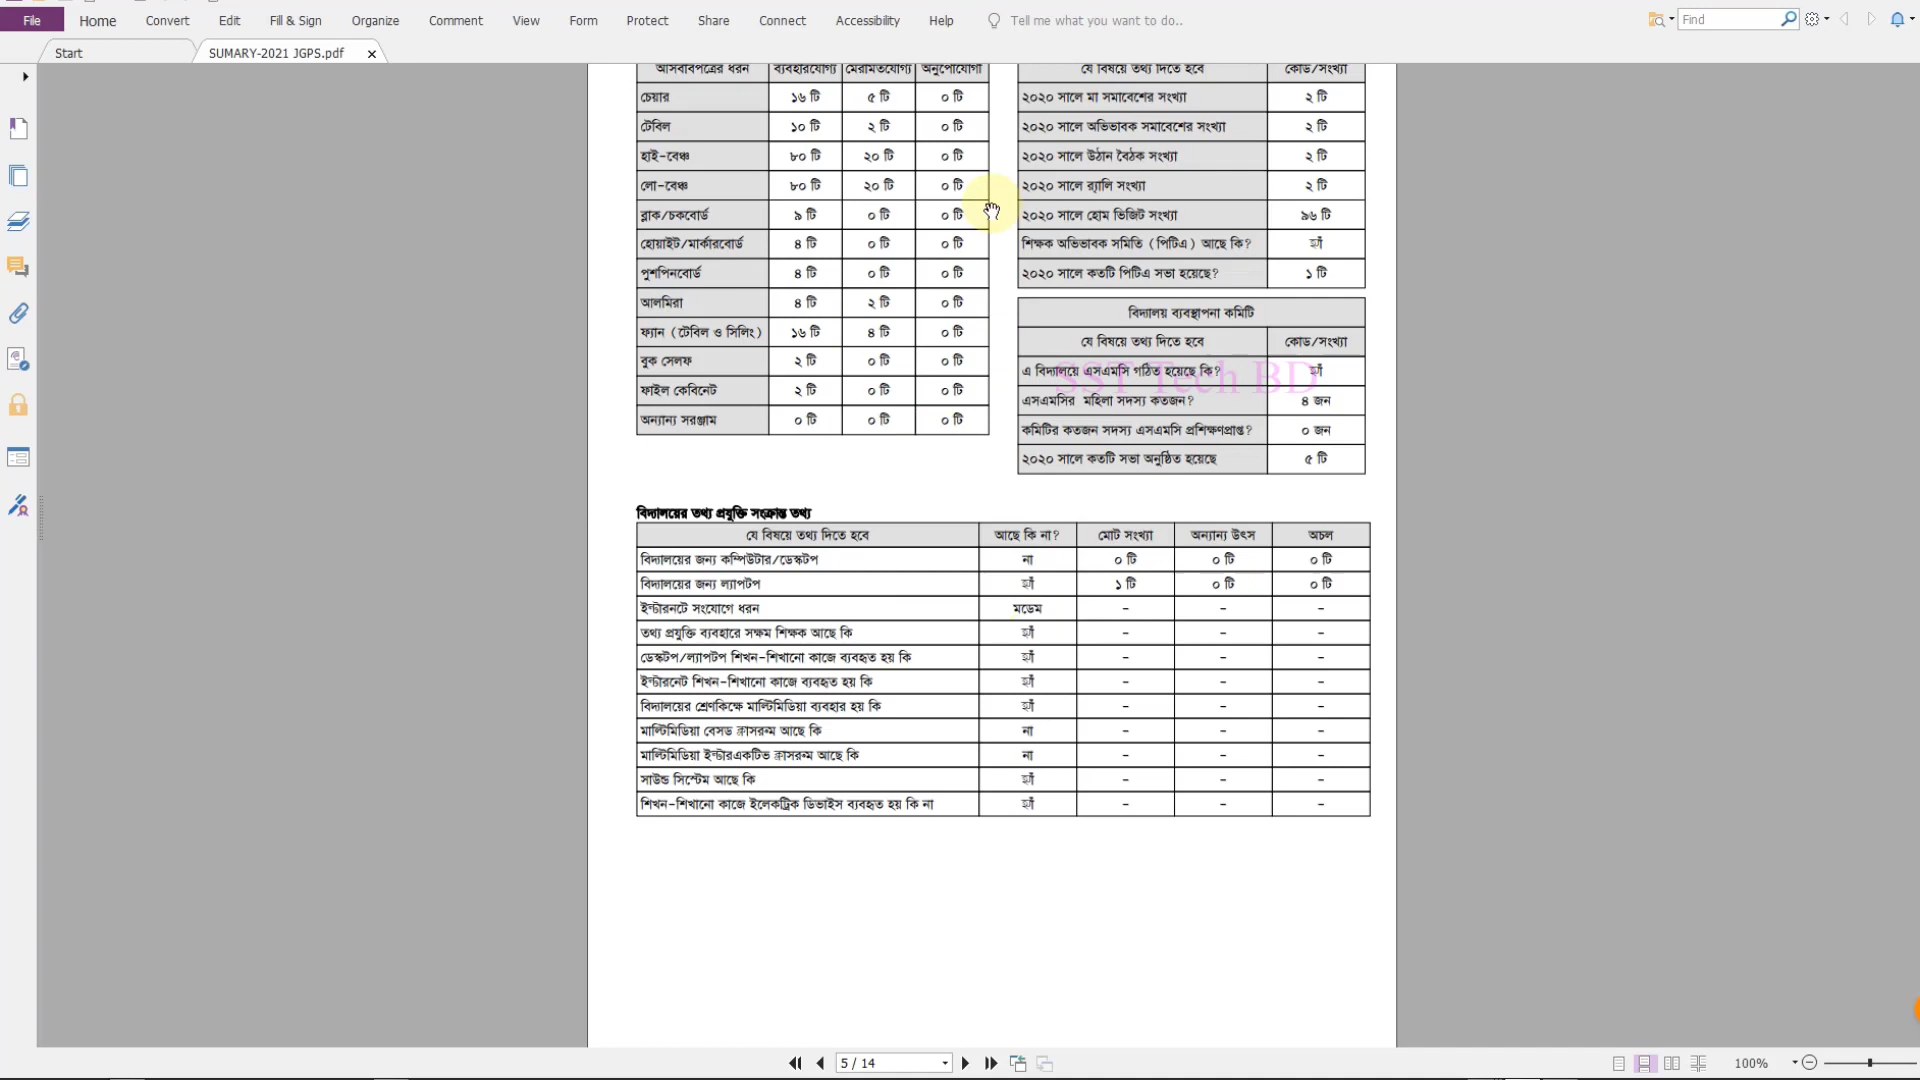 File Home Convert Edit Fill & Sign Organize Comment View Form Protect Share Connect Accessibility Help Tell me what you want to do.. Find
Start SUMARY-2021 JGPS.pdf
আসবাবপত্রের ধরন ব্যবহারযোগ্য মেরামতযোগ্য অনুপোযোগী
চেয়ার ১৬ টি ৫ টি ০ টি
টেবিল ১০ টি ২ টি ০ টি
হাই-বেঞ্চ ৮০ টি ২০ টি ০ টি
লো-বেঞ্চ ৮০ টি ২০ টি ০ টি
ব্লাক/চকবোর্ড ৯ টি ০ টি ০ টি
হোয়াইট/মার্কারবোর্ড ৪ টি ০ টি ০ টি
পুশপিনবোর্ড ৪ টি ০ টি ০ টি
আলমিরা ৪ টি ২ টি ০ টি
ফ্যান (টেবিল ও সিলিং) ১৬ টি ৪ টি ০ টি
বুক সেলফ ২ টি ০ টি ০ টি
ফাইল কেবিনেট ২ টি ০ টি ০ টি
অন্যান্য সরঞ্জাম ০ টি ০ টি ০ টি
যে বিষয়ে তথ্য দিতে হবে কোড/সংখ্যা
২০২০ সালে মা সমাবেশের সংখ্যা ২ টি
২০২০ সালে অভিভাবক সমাবেশের সংখ্যা ২ টি
২০২০ সালে উঠান বৈঠক সংখ্যা ২ টি
২০২০ সালে র‍্যালি সংখ্যা ২ টি
২০২০ সালে হোম ভিজিট সংখ্যা ৯৬ টি
শিক্ষক অভিভাবক সমিতি (পিটিএ) আছে কি? হ্যাঁ
২০২০ সালে কতটি পিটিএ সভা হয়েছে? ১ টি
বিদ্যালয় ব্যবস্থাপনা কমিটি
যে বিষয়ে তথ্য দিতে হবে কোড/সংখ্যা
এ বিদ্যালয়ে এসএমসি গঠিত হয়েছে কি? হ্যাঁ
SST Tech BD
এসএমসির মহিলা সদস্য কতজন? ৪ জন
কমিটির কতজন সদস্য এসএমসি প্রশিক্ষণপ্রাপ্ত? ০ জন
২০২০ সালে কতটি সভা অনুষ্ঠিত হয়েছে ৫ টি
বিদ্যালয়ের তথ্য প্রযুক্তি সংক্রান্ত তথ্য
যে বিষয়ে তথ্য দিতে হবে আছে কি না? মোট সংখ্যা অন্যান্য উৎস অচল
বিদ্যালয়ের জন্য কম্পিউটার/ডেস্কটপ না ০ টি ০ টি ০ টি
বিদ্যালয়ের জন্য ল্যাপটপ হ্যাঁ ১ টি ০ টি ০ টি
ইন্টারনটে সংযোগে ধরন মডেম - - -
তথ্য প্রযুক্তি ব্যবহারে সক্ষম শিক্ষক আছে কি হ্যাঁ - - -
ডেস্কটপ/ল্যাপটপ শিখন-শিখানো কাজে ব্যবহৃত হয় কি হ্যাঁ - - -
ইন্টারনেট শিখন-শিখানো কাজে ব্যবহৃত হয় কি হ্যাঁ - - -
বিদ্যালয়ের শ্রেণকিক্ষে মাল্টিমিডিয়া ব্যবহার হয় কি হ্যাঁ - - -
মাল্টিমিডিয়া বেসড ক্লাসরুম আছে কি না - - -
মাল্টিমিডিয়া ইন্টারএকটিভ ক্লাসরুম আছে কি না - - -
সাউন্ড সিস্টেম আছে কি হ্যাঁ - - -
শিখন-শিখানো কাজে ইলেকট্রিক ডিভাইস ব্যবহৃত হয় কি না হ্যাঁ - - -
5 / 14 100%